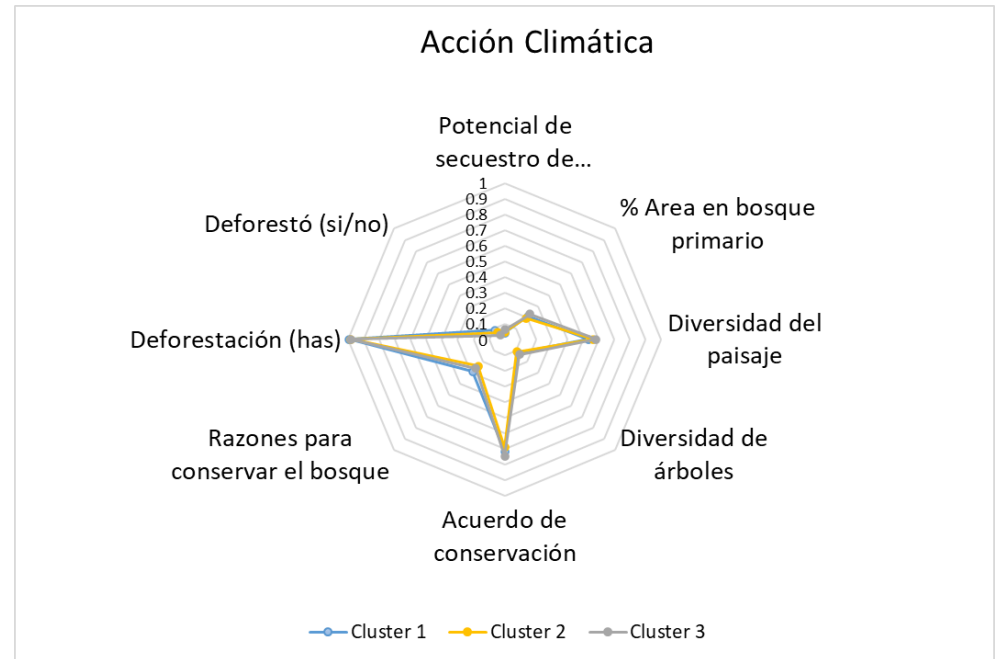 Acción Climática
Potencial de
secuestro de...
% Area en bosque
primario
Diversidad del
paisaje
Diversidad de
árboles
Acuerdo de
conservación
Razones para
conservar el bosque
Deforestación (has)
Deforestó (si/no)
1
0.9
0.8
0.7
0.6
0.5
0.4
0.3
0.2
0.1
0
Cluster 1
Cluster 2
Cluster 3